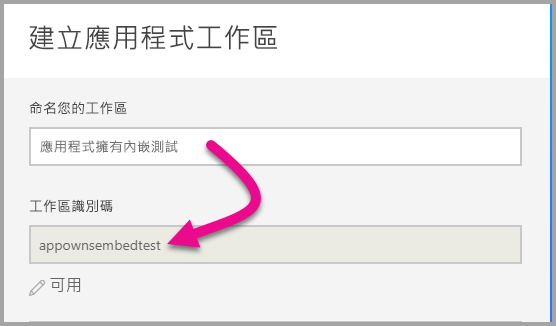 建立應用程式工作區
命名您的工作區
應用程式擁有內嵌測試
工作區識別碼
appownsembedtest
可用